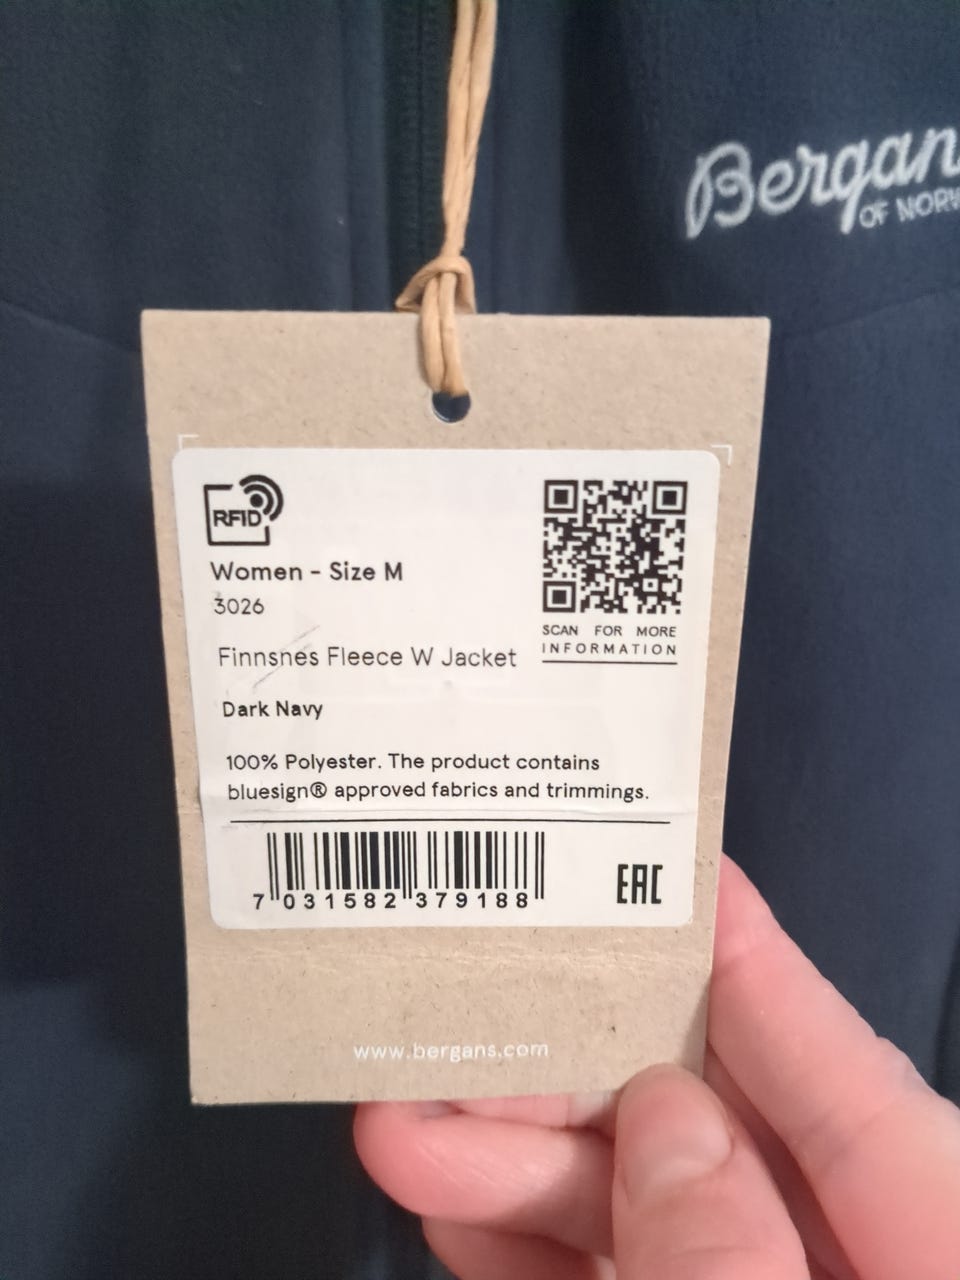 Bergans
OF NORW
RFID
Women - Size M
3026
SCAN FOR MORE
INFORMATION
Finnsnes Fleece W Jacket
Dark Navy
100% Polyester. The product contains
bluesign® approved fabrics and trimmings.
7 031582 379188
EAC
www.bergans.com